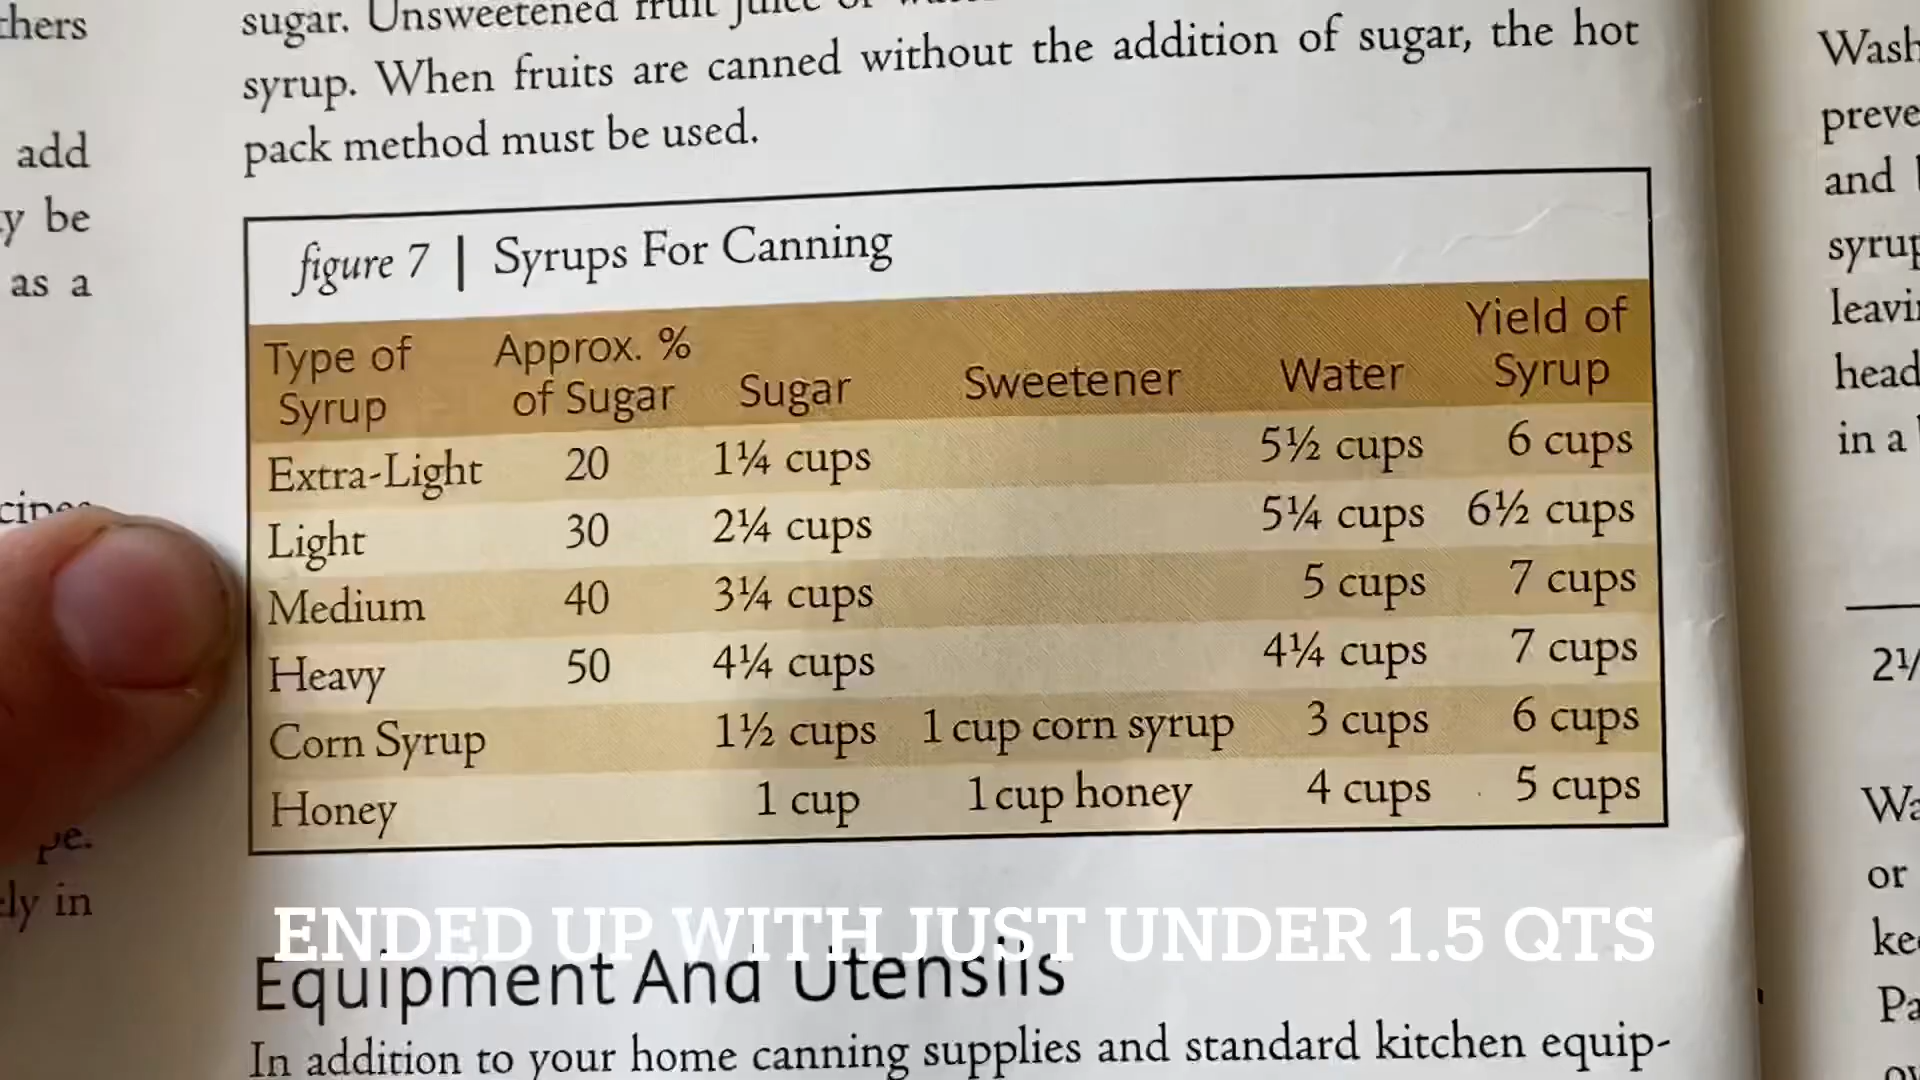 thers
add
y be
as a
ly in
sugar. Unsweetened fruit juice or
syrup. When fruits are canned without the addition of sugar, the hot
pack method must be used.
figure 7 | Syrups For Canning
Type of Syrup Approx. % of Sugar Sugar Sweetener Water Yield of Syrup
Extra-Light 20 1¼ cups 5½ cups 6 cups
Light 30 2¼ cups 5¼ cups 6½ cups
Medium 40 3¼ cups 5 cups 7 cups
Heavy 50 4¼ cups 4¼ cups 7 cups
Corn Syrup 1½ cups 1 cup corn syrup 3 cups 6 cups
Honey 1 cup 1 cup honey 4 cups 5 cups
ENDED UP WITH JUST UNDER 1.5 QTS
Equipment And Utensils
In addition to your home canning supplies and standard kitchen equip-
Wash
preve
and
syrup
leavi
head
in a
2½
Wa
or
ke
Pa